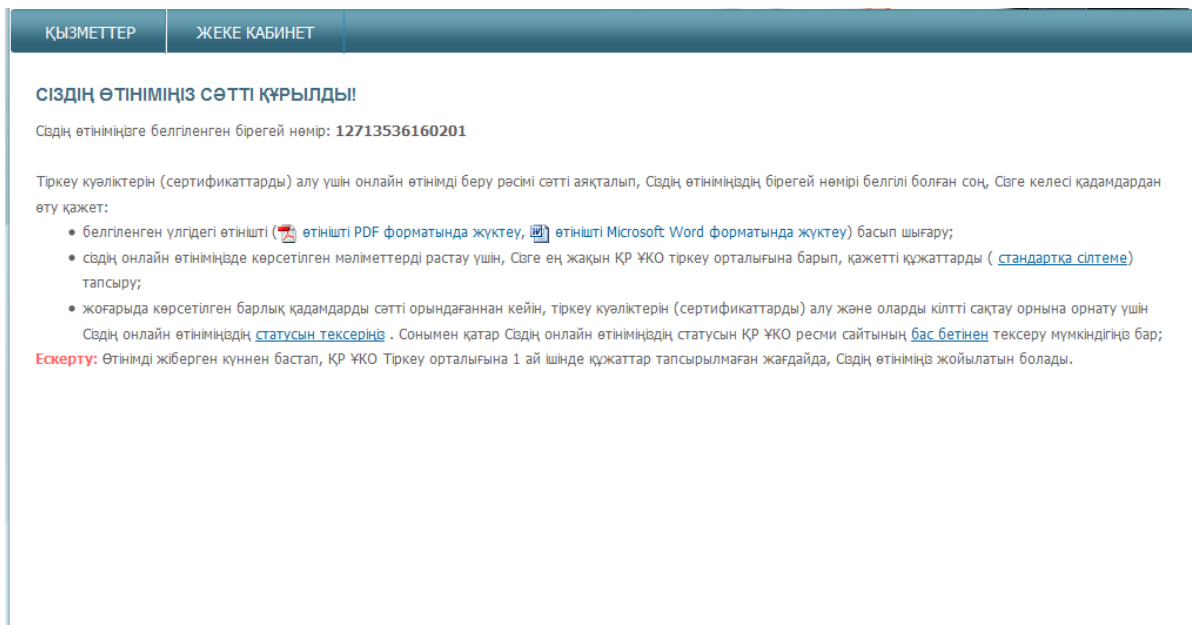 ҚЫЗМЕТТЕР ЖЕКЕ КАБИНЕТ
СІЗДІҢ ӨТІНІМІҢІЗ СӘТТІ ҚҰРЫЛДЫ!
Сіздің өтініміңізге белгіленген бірегей нөмір: 12713536160201
Тіркеу куәліктерін (сертификаттарды) алу үшін онлайн өтінімді беру рәсімі сәтті аяқталып, Сіздің өтініміңіздің бірегей нөмірі белгілі болған соң, Сізге келесі қадамдардан
өту қажет:
• белгіленген үлгідегі өтінішті ( өтінішті PDF форматында жүктеу, өтінішті Microsoft Word форматында жүктеу) басып шығару;
• сіздің онлайн өтініміңізде көрсетілген мәліметтерді растау үшін, Сізге ең жақын ҚР ҰКО тіркеу орталығына барып, қажетті құжаттарды ( стандартқа сілтеме)
тапсыру;
• жоғарыда көрсетілген барлық қадамдарды сәтті орындағаннан кейін, тіркеу куәліктерін (сертификаттарды) алу және оларды кілтті сақтау орнына орнату үшін
Сіздің онлайн өтініміңіздің статусын тексеріңіз . Сонымен қатар Сіздің онлайн өтініміңіздің статусын ҚР ҰКО ресми сайтының бас бетінен тексеру мүмкіндігіңіз бар;
Ескерту: Өтінімді жіберген күннен бастап, ҚР ҰКО Тіркеу орталығына 1 ай ішінде құжаттар тапсырылмаған жағдайда, Сіздің өтініміңіз жойылатын болады.